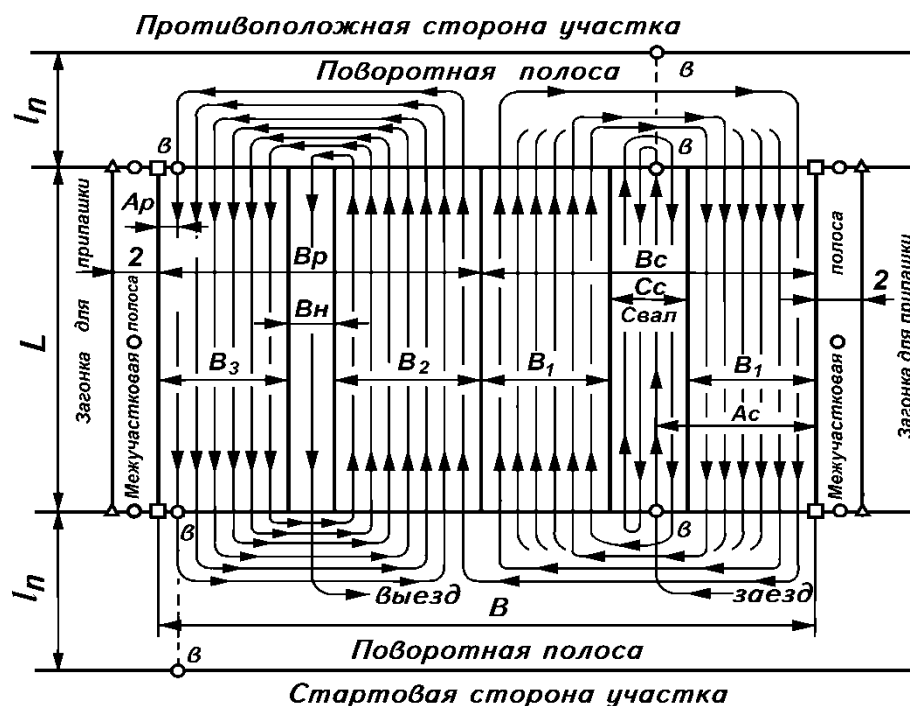 Противоположная сторона участка
Поворотная полоса
в
lп
в
в
Ар
2
Вр
Вс
2
Сс
Вн
Свал
L
Загонка для припашки
Межучастковая полоса
В3
В2
В1
В1
Ас
Межучастковая полоса
Загонка для припашки
в
в
lп
выезд
заезд
В
в
Поворотная полоса
Стартовая сторона участка